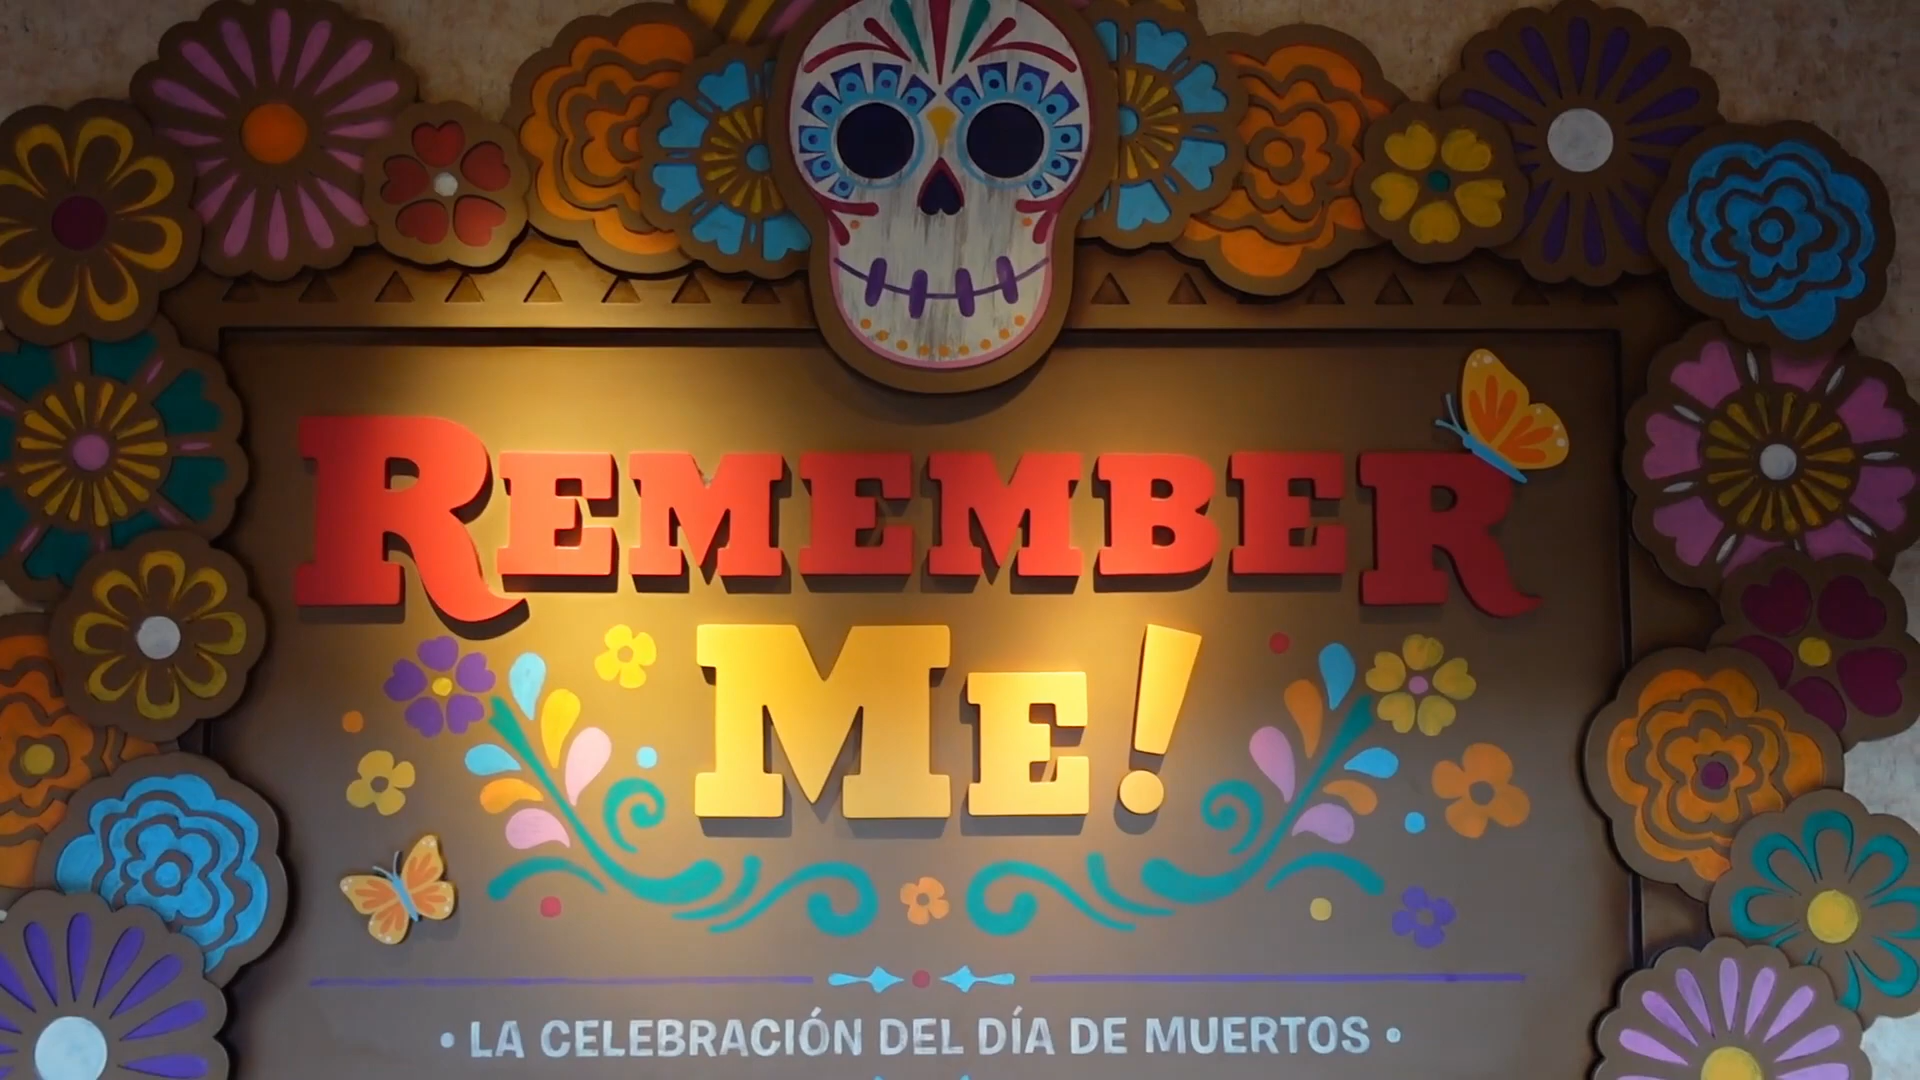 REMEMBER
ME!
• LA CELEBRACIÓN DEL DÍA DE MUERTOS •